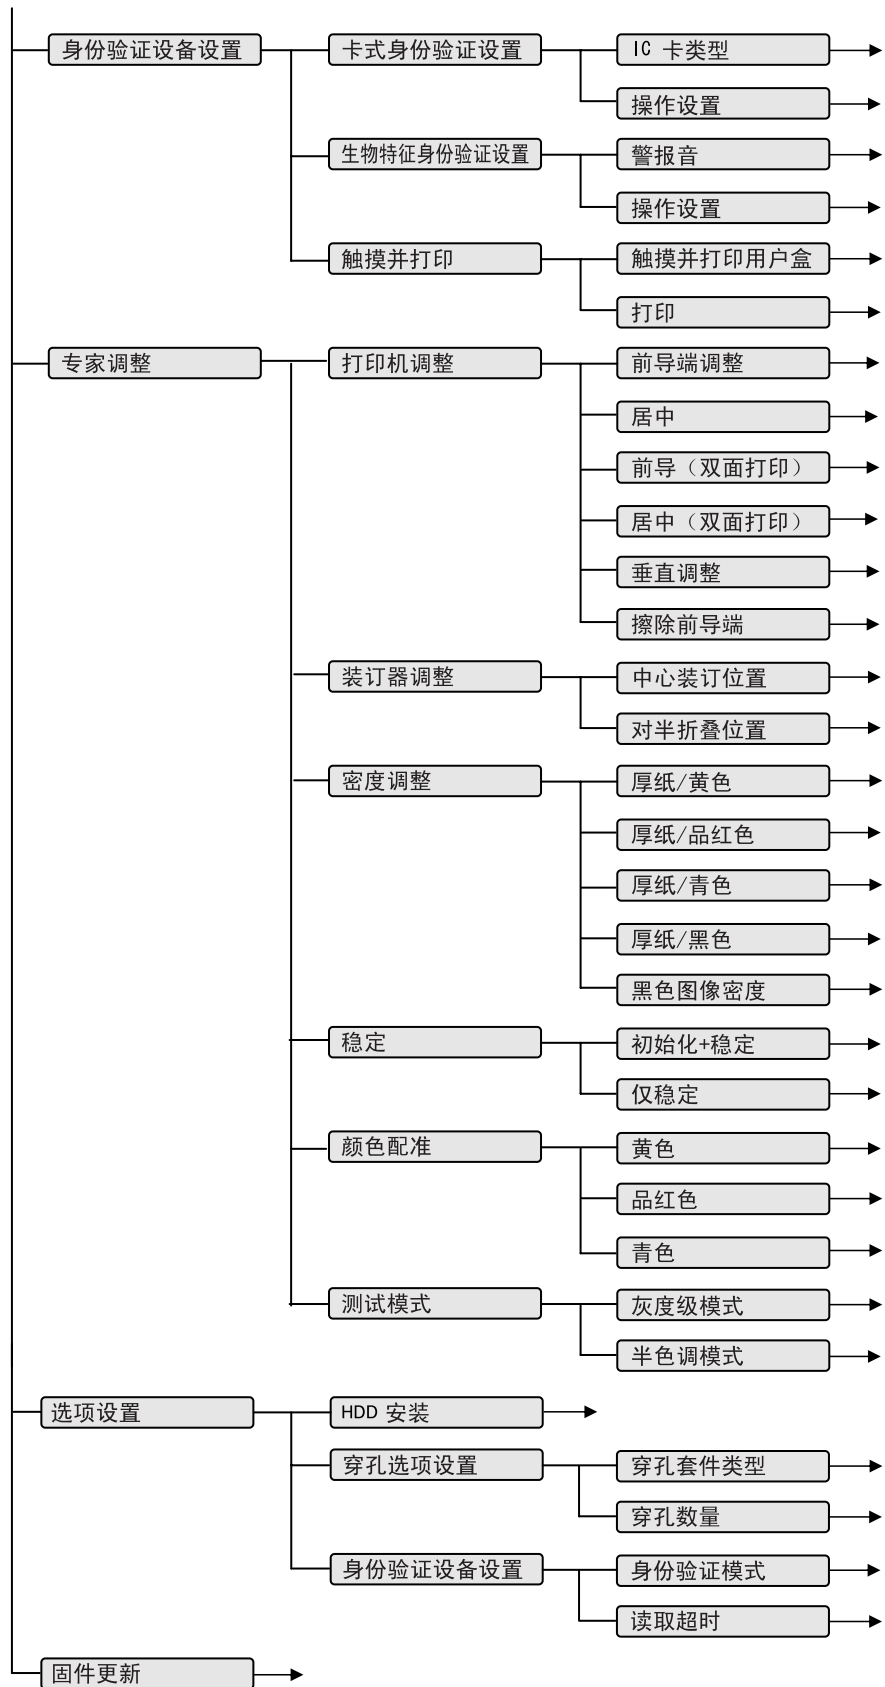 身份验证设备设置
卡式身份验证设置
IC 卡类型
操作设置
生物特征身份验证设置
警报音
操作设置
触摸并打印
触摸并打印用户盒
打印
专家调整
打印机调整
前导端调整
居中
前导（双面打印）
居中（双面打印）
垂直调整
擦除前导端
装订器调整
中心装订位置
对半折叠位置
密度调整
厚纸/黄色
厚纸/品红色
厚纸/青色
厚纸/黑色
黑色图像密度
稳定
初始化+稳定
仅稳定
颜色配准
黄色
品红色
青色
测试模式
灰度级模式
半色调模式
选项设置
HDD 安装
穿孔选项设置
穿孔套件类型
穿孔数量
身份验证设备设置
身份验证模式
读取超时
固件更新